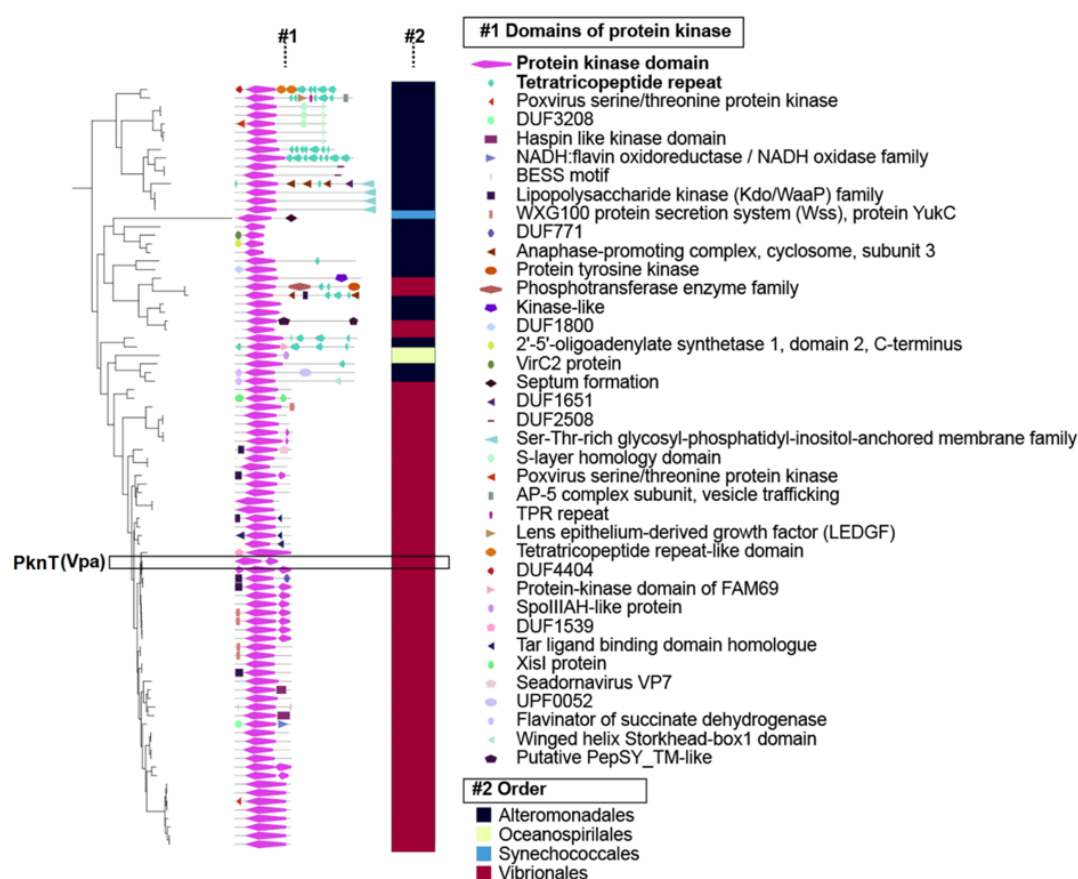 #1
#2
PknT(Vpa)
#1 Domains of protein kinase
Protein kinase domain
Tetratricopeptide repeat
Poxvirus serine/threonine protein kinase
DUF3208
Haspin like kinase domain
NADH:flavin oxidoreductase / NADH oxidase family
BESS motif
Lipopolysaccharide kinase (Kdo/WaaP) family
WXG100 protein secretion system (Wss), protein YukC
DUF771
Anaphase-promoting complex, cyclosome, subunit 3
Protein tyrosine kinase
Phosphotransferase enzyme family
Kinase-like
DUF1800
2'-5'-oligoadenylate synthetase 1, domain 2, C-terminus
VirC2 protein
Septum formation
DUF1651
DUF2508
Ser-Thr-rich glycosyl-phosphatidyl-inositol-anchored membrane family
S-layer homology domain
Poxvirus serine/threonine protein kinase
AP-5 complex subunit, vesicle trafficking
TPR repeat
Lens epithelium-derived growth factor (LEDGF)
Tetratricopeptide repeat-like domain
DUF4404
Protein-kinase domain of FAM69
SpoIIIAH-like protein
DUF1539
Tar ligand binding domain homologue
XisI protein
Seadornavirus VP7
UPF0052
Flavinator of succinate dehydrogenase
Winged helix Storkhead-box1 domain
Putative PepSY_TM-like
#2 Order
Alteromonadales
Oceanospirilales
Synechococcales
Vibrionales